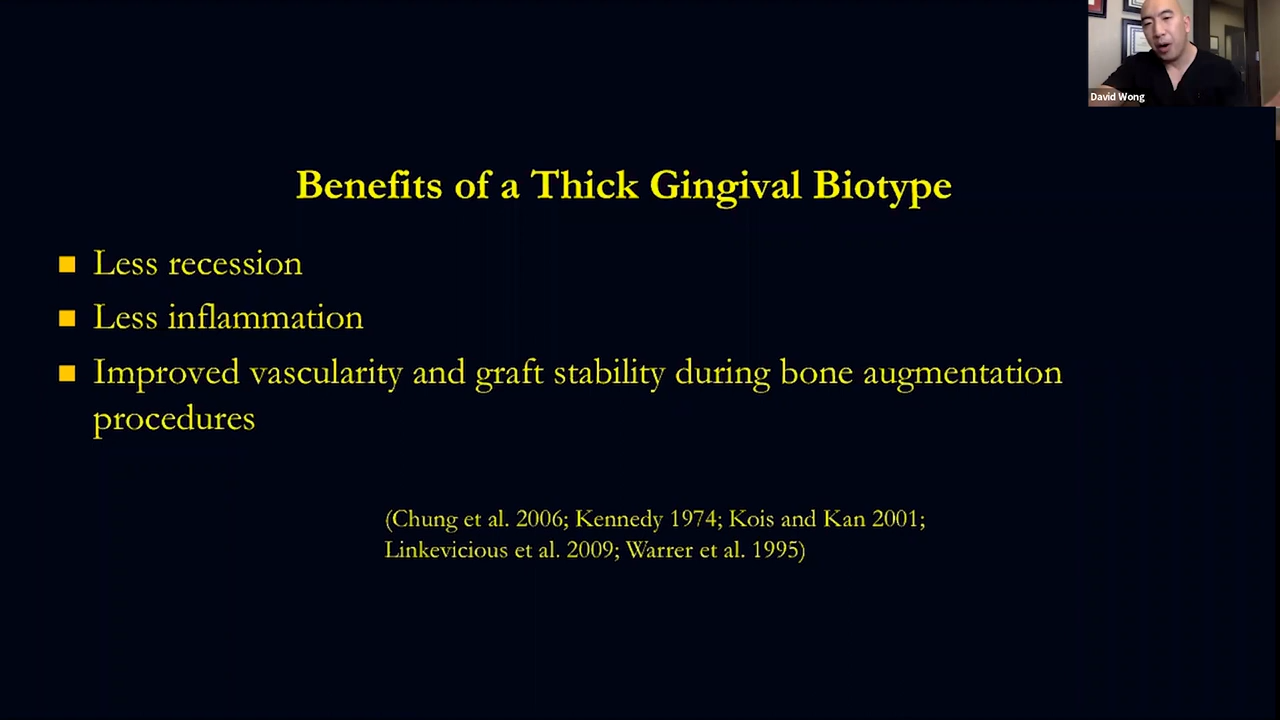 David Wong
Benefits of a Thick Gingival Biotype
Less recession
Less inflammation
Improved vascularity and graft stability during bone augmentation
procedures
(Chung et al. 2006; Kennedy 1974; Kois and Kan 2001;
Linkevicious et al. 2009; Warrer et al. 1995)